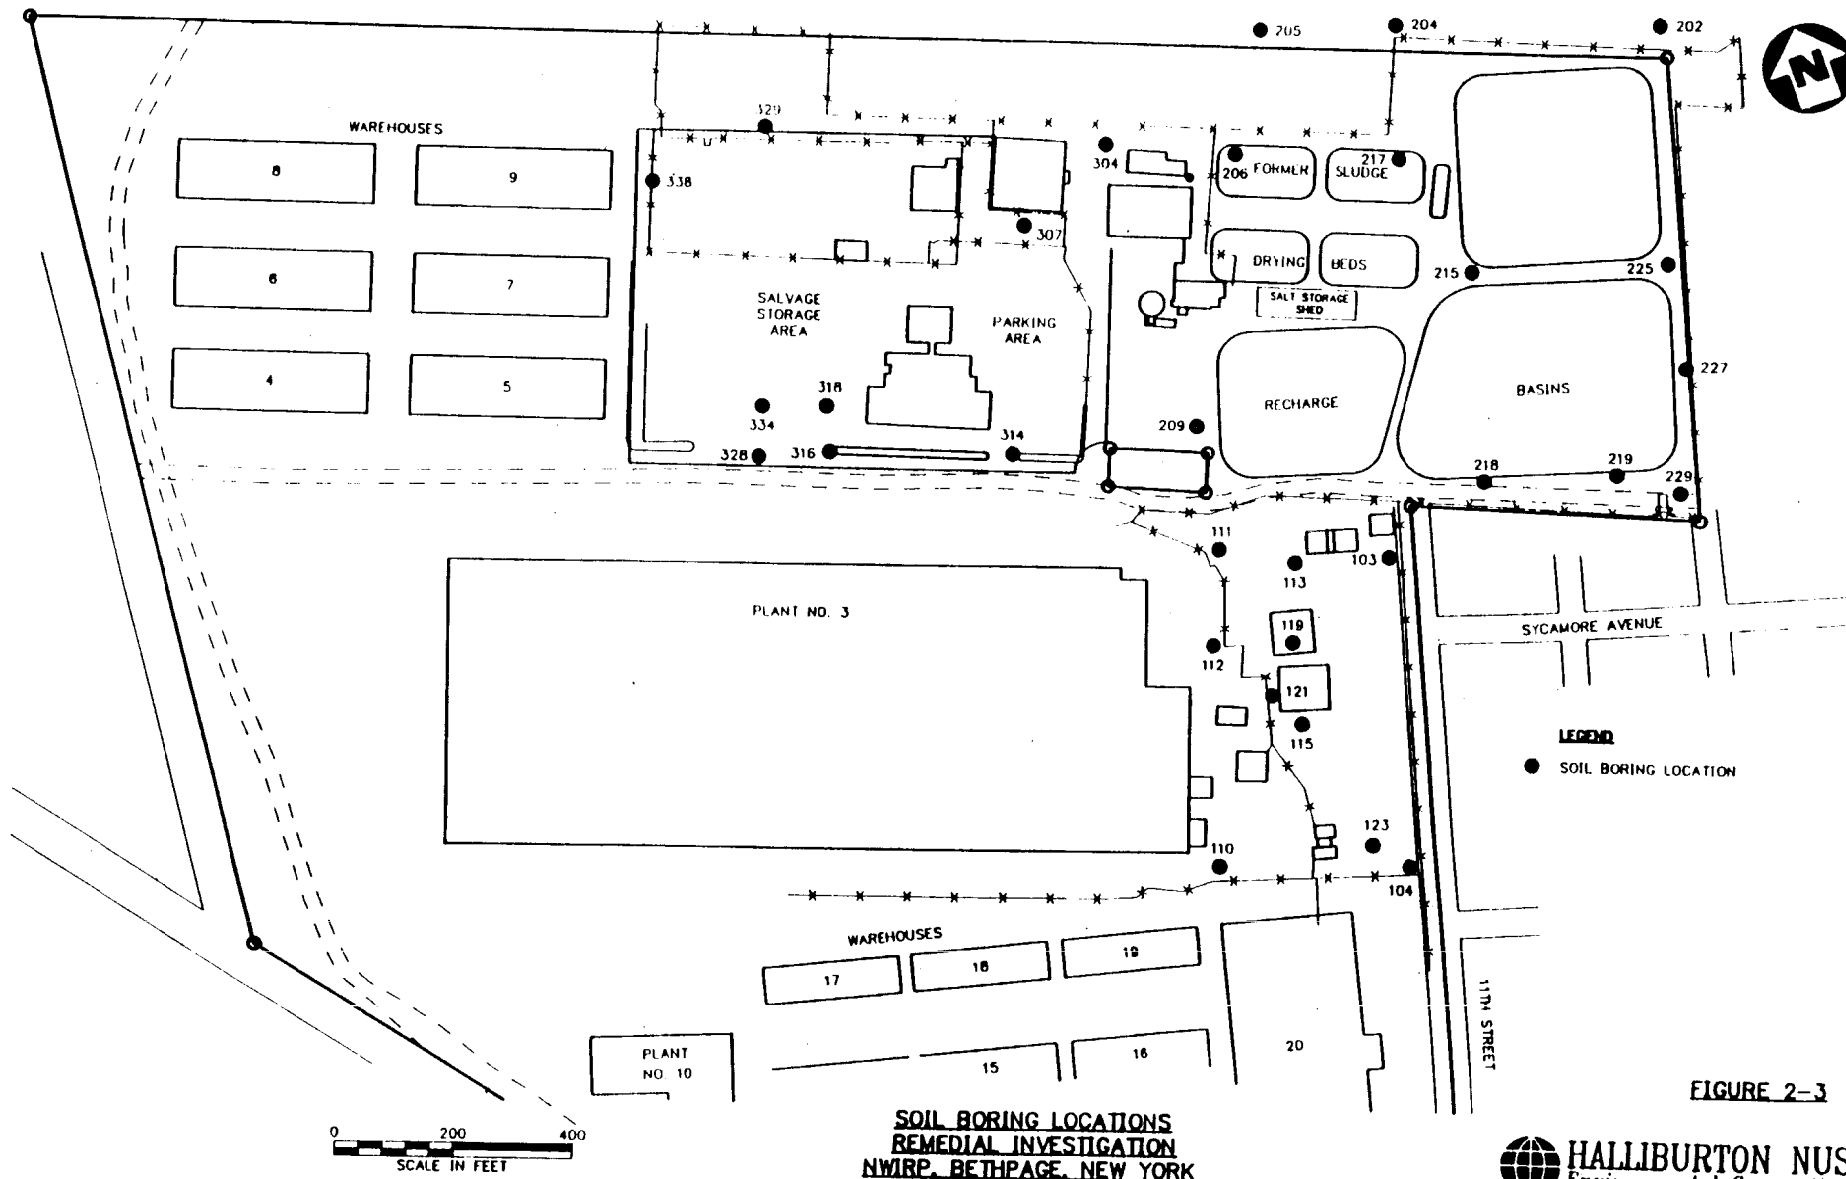 205
204
202
N
329
WAREHOUSES
8
9
338
304
206
FORMER
217
SLUDGE
307
6
7
DRYING
BEDS
215
225
SALT STORAGE
SHED
SALVAGE
STORAGE
AREA
PARKING
AREA
4
5
227
318
334
RECHARGE
BASINS
209
314
328
316
218
219
229
111
113
103
PLANT NO. 3
119
112
SYCAMORE AVENUE
121
115
LEGEND
SOIL BORING LOCATION
123
110
104
WAREHOUSES
17
18
19
11TH STREET
PLANT
NO. 10
15
16
20
FIGURE 2-3
0 200 400
SCALE IN FEET
SOIL BORING LOCATIONS
REMEDIAL INVESTIGATION
NWIRP, BETHPAGE, NEW YORK
HALLIBURTON NUS